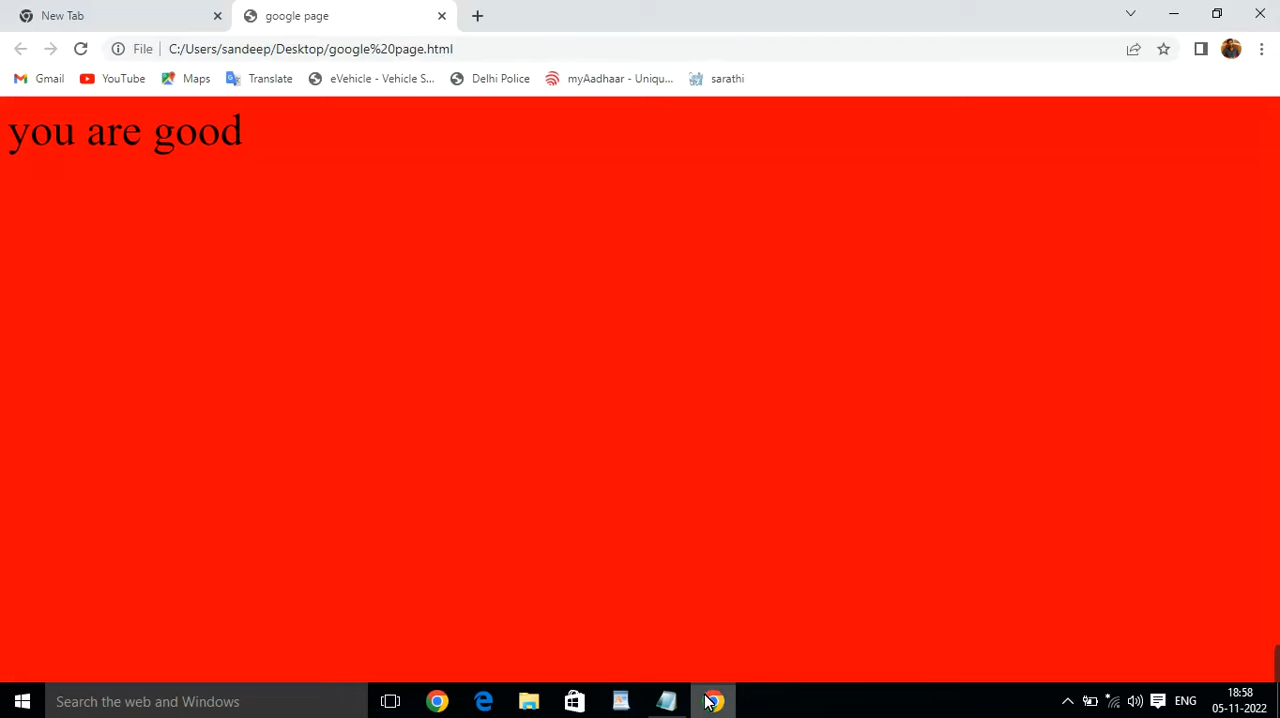 New Tab
google page
File
C:/Users/sandeep/Desktop/google%20page.html
Gmail
YouTube
Maps
Translate
eVehicle - Vehicle S...
Delhi Police
myAadhaar - Uniqu...
sarathi
you are good
Search the web and Windows
ENG
18:58
05-11-2022